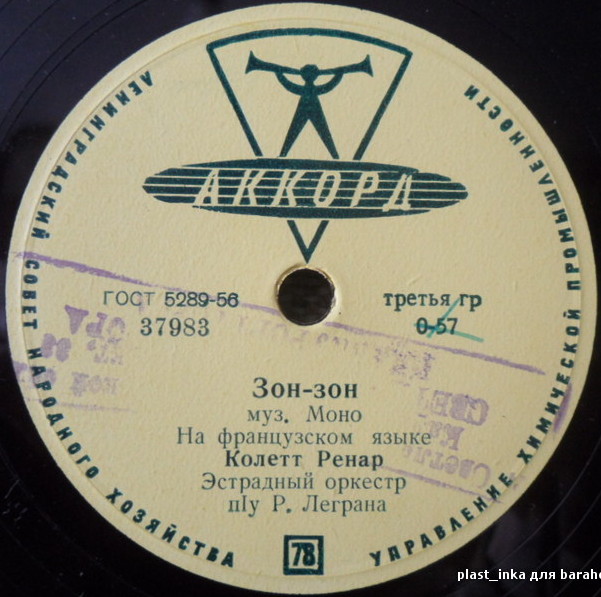 АККОРД
ЛЕНИНГРАДСКИЙ СОВЕТ НАРОДНОГО ХОЗЯЙСТВА
УПРАВЛЕНИЕ ХИМИЧЕСКОЙ ПРОМЫШЛЕННОСТИ
ГОСТ 5289-56
37983
третья гр
0-57
Зон-зон
муз. Моно
На французском языке
Колетт Ренар
Эстрадный оркестр
п/у Р. Леграна
78
plast_inka для baraho